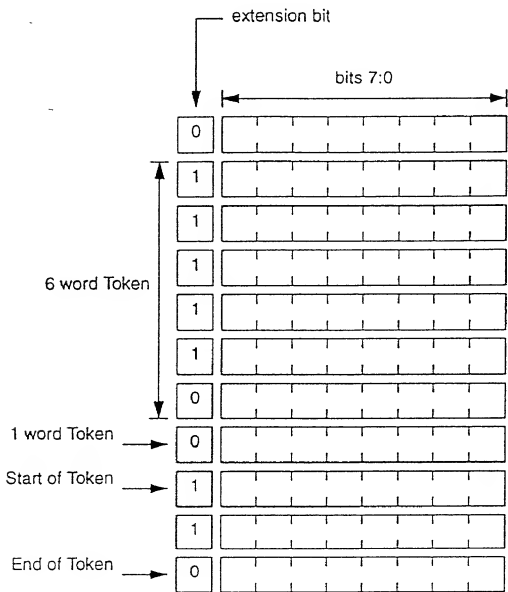 extension bit
bits 7:0
0
1
1
1
6 word Token
1
1
0
1 word Token
0
Start of Token
1
1
End of Token
0